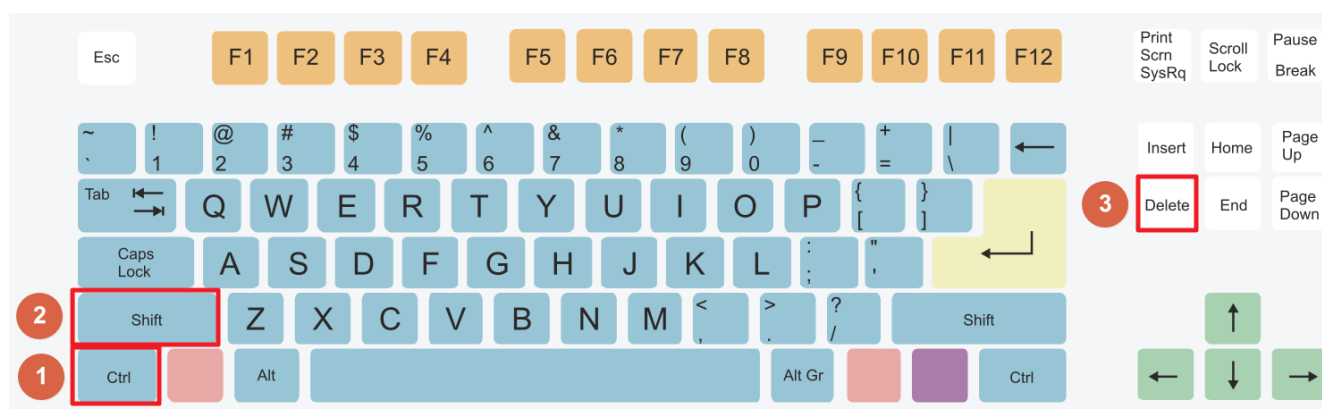 Esc F1 F2 F3 F4 F5 F6 F7 F8 F9 F10 F11 F12
Print
Scrn
SysRq
Scroll
Lock
Pause
Break
~ ! @ # $ % ^ & * ( ) _ + |
` 1 2 3 4 5 6 7 8 9 0 - = \
Insert Home
Page
Up
Tab Q W E R T Y U I O P { }
[ ]
3 Delete End
Page
Down
Caps
Lock
A S D F G H J K L : "
; '
2 Shift Z X C V B N M < > ? Shift
, . /
1 Ctrl Alt Alt Gr Ctrl